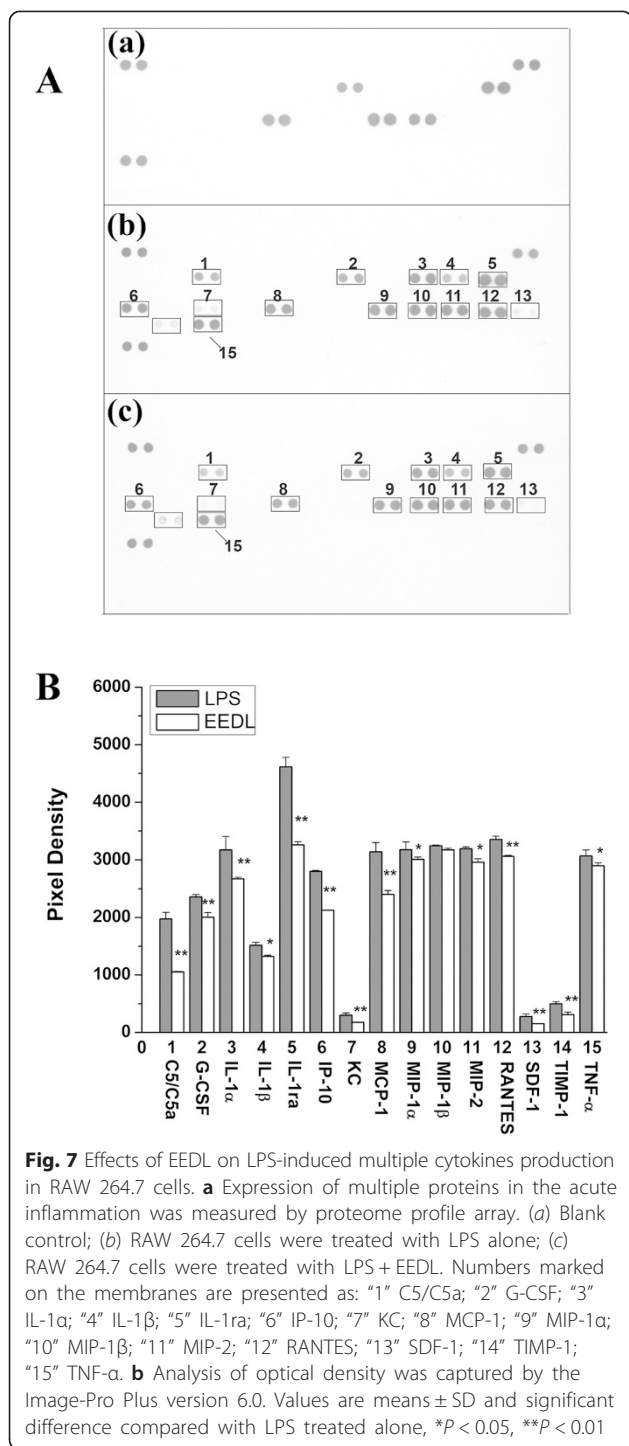 A
(a)
(b)
1 2 3 4 5
6 7 8 9 10 11 12 13
15
(c)
1 2 3 4 5
6 7 8 9 10 11 12 13
15
B
LPS
EEDL
Pixel Density
6000
5000
4000
3000
2000
1000
0
** ** ** * ** ** ** ** * * ** ** ** *
0 1 2 3 4 5 6 7 8 9 10 11 12 13 14 15
C5/C5a
G-CSF
IL-1α
IL-1β
IL-1ra
IP-10
KC
MCP-1
MIP-1α
MIP-1β
MIP-2
RANTES
SDF-1
TIMP-1
TNF-α
Fig. 7 Effects of EEDL on LPS-induced multiple cytokines production
in RAW 264.7 cells. a Expression of multiple proteins in the acute
inflammation was measured by proteome profile array. (a) Blank
control; (b) RAW 264.7 cells were treated with LPS alone; (c)
RAW 264.7 cells were treated with LPS + EEDL. Numbers marked
on the membranes are presented as: “1” C5/C5a; “2” G-CSF; “3”
IL-1α; “4” IL-1β; “5” IL-1ra; “6” IP-10; “7” KC; “8” MCP-1; “9” MIP-1α;
“10” MIP-1β; “11” MIP-2; “12” RANTES; “13” SDF-1; “14” TIMP-1;
“15” TNF-α. b Analysis of optical density was captured by the
Image-Pro Plus version 6.0. Values are means ± SD and significant
difference compared with LPS treated alone, *P < 0.05, **P < 0.01